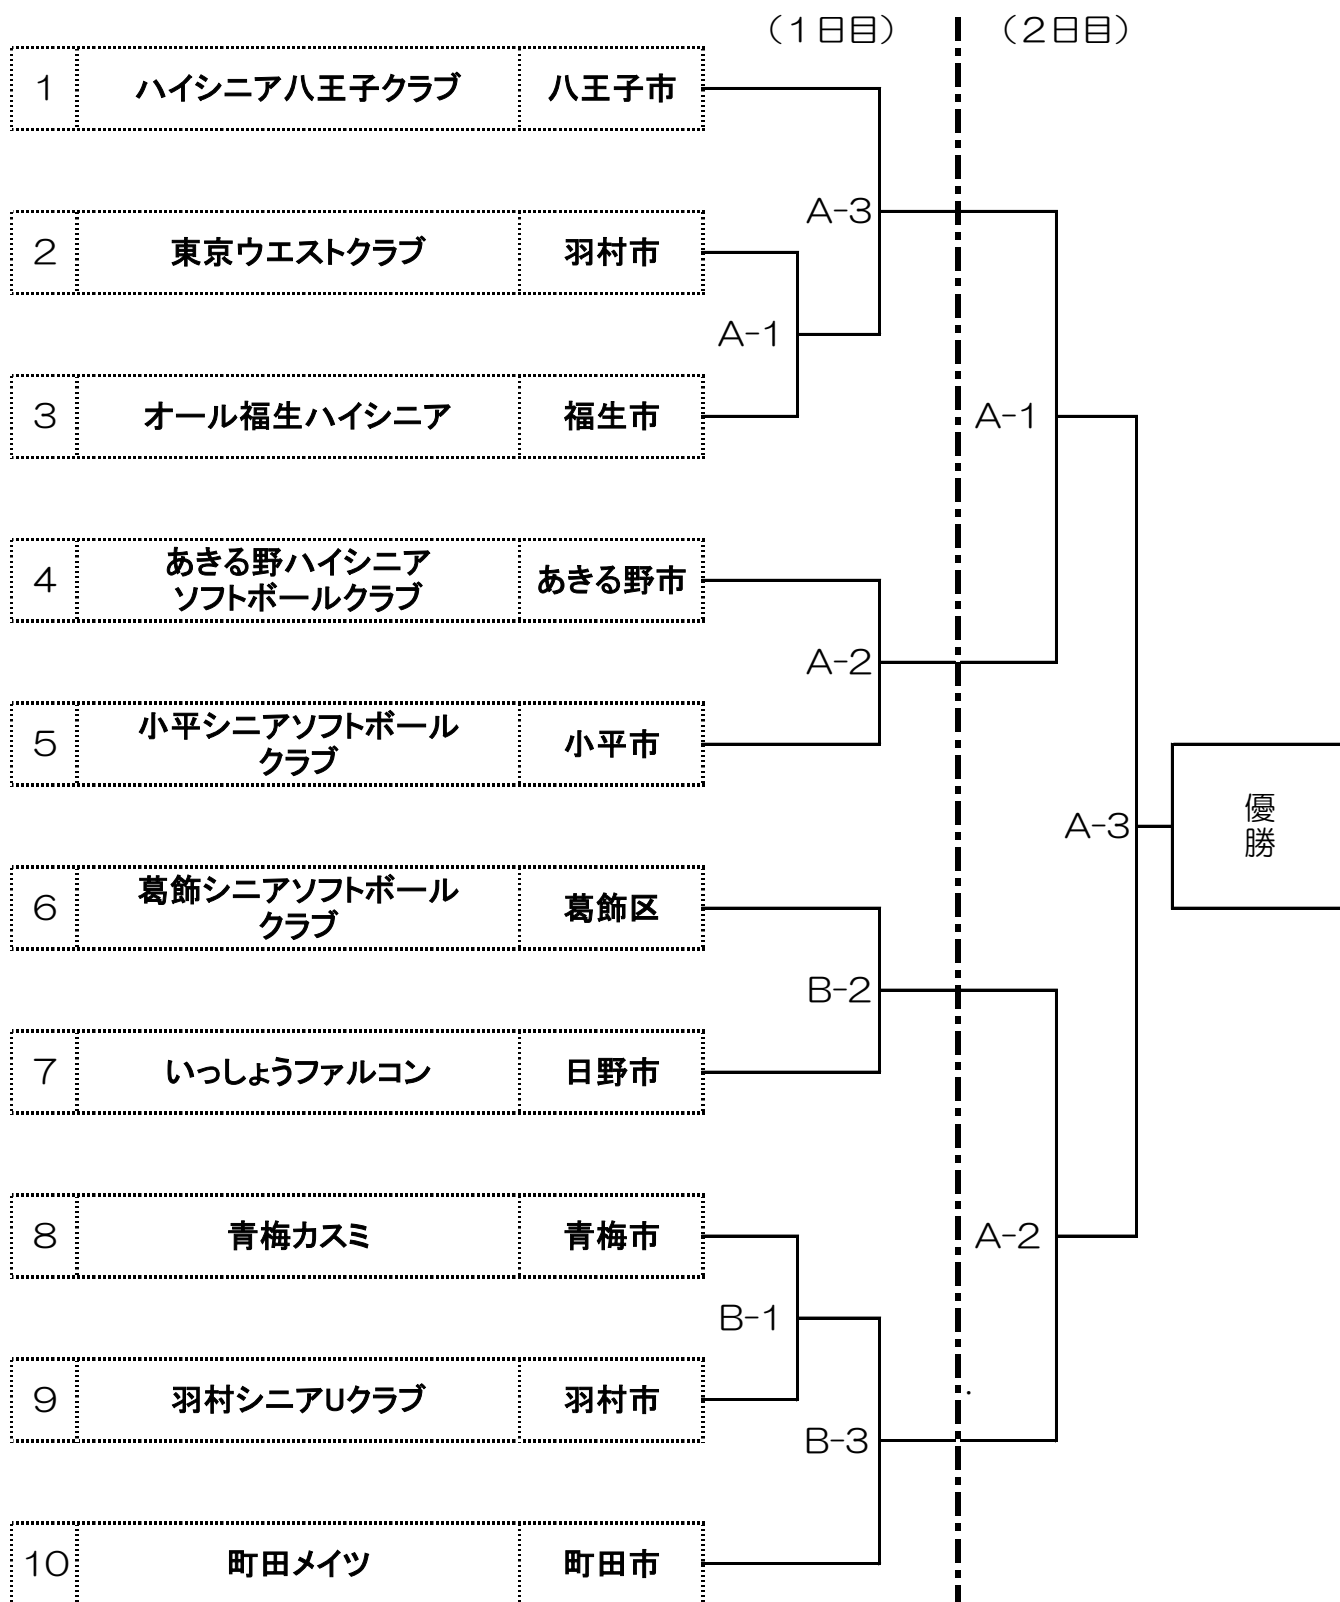 （1日目）
（2日目）
1 ハイシニア八王子クラブ 八王子市
A-3
2 東京ウエストクラブ 羽村市
A-1
3 オール福生ハイシニア 福生市
A-1
4 あきる野ハイシニア
ソフトボールクラブ あきる野市
A-2
5 小平シニアソフトボール
クラブ 小平市
A-3
優
勝
6 葛飾シニアソフトボール
クラブ 葛飾区
B-2
7 いっしょうファルコン 日野市
8 青梅カスミ 青梅市
A-2
B-1
9 羽村シニアUクラブ 羽村市
B-3
10 町田メイツ 町田市